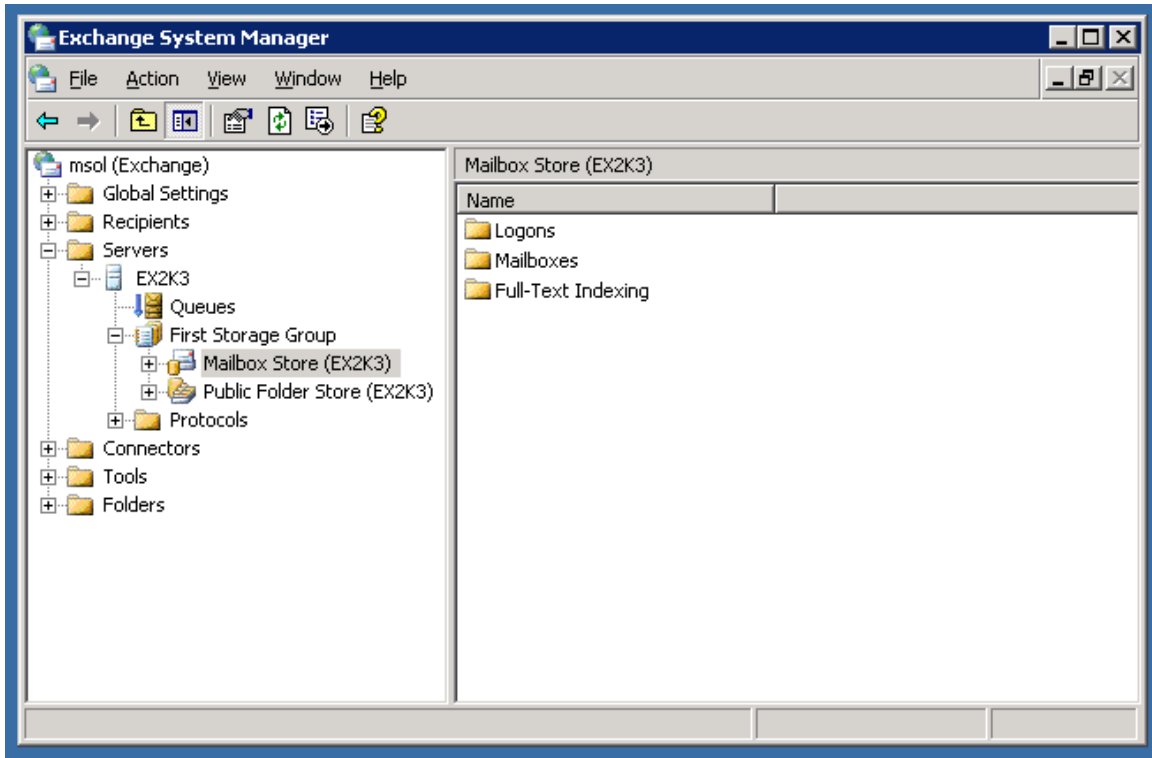 Exchange System Manager
File Action View Window Help
msol (Exchange)
Global Settings
Recipients
Servers
EX2K3
Queues
First Storage Group
Mailbox Store (EX2K3)
Public Folder Store (EX2K3)
Protocols
Connectors
Tools
Folders
Mailbox Store (EX2K3)
Name
Logons
Mailboxes
Full-Text Indexing